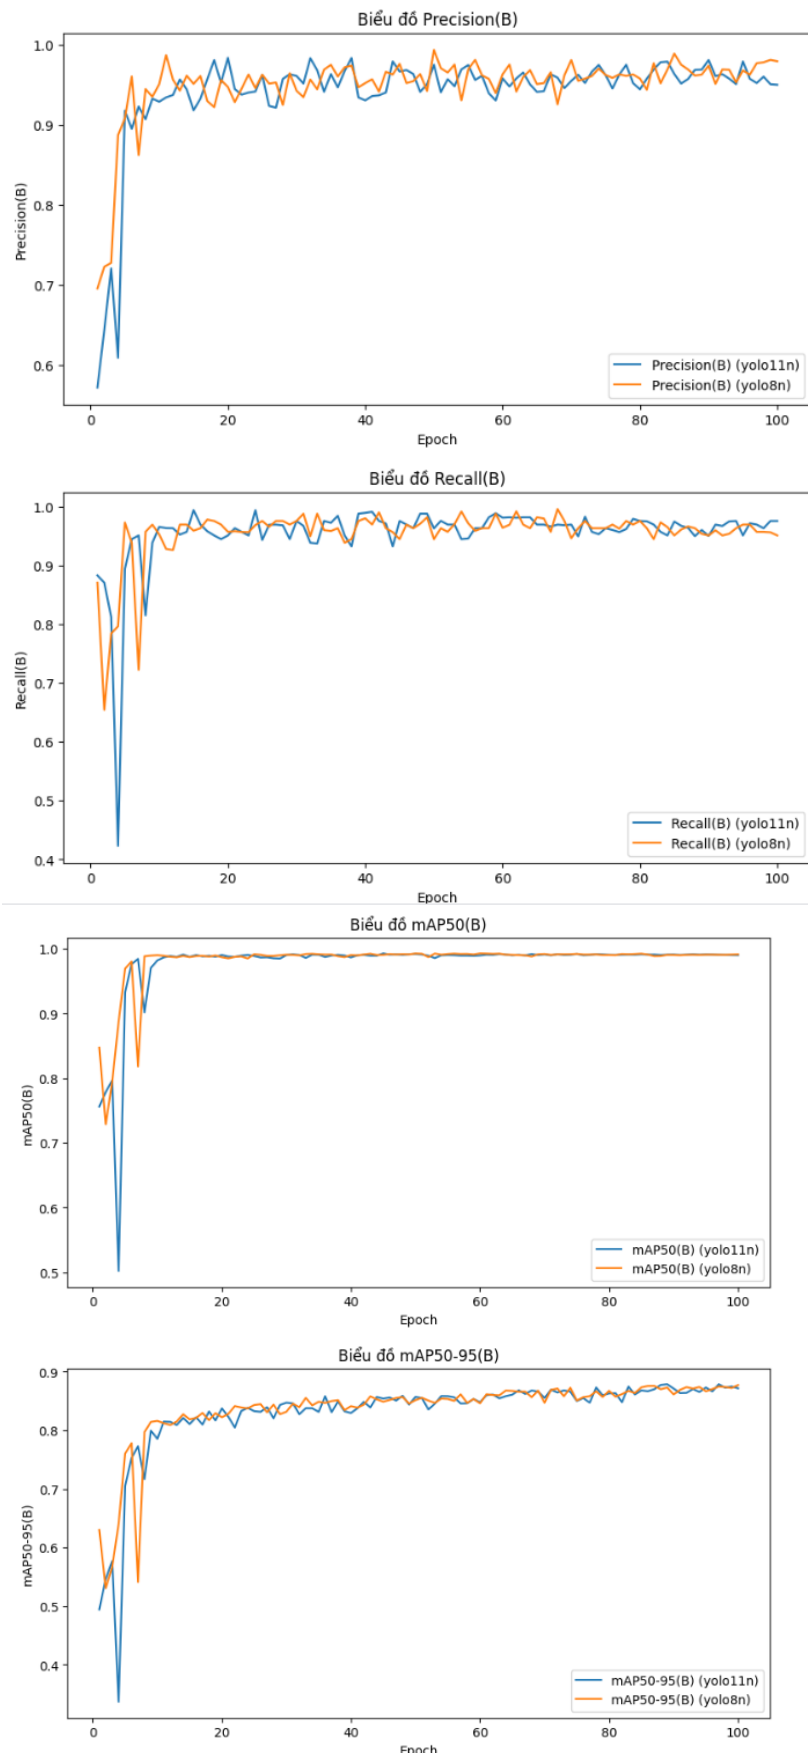 Biểu đồ Precision(B)
1.0
0.9
0.8
0.7
0.6
Precision(B)
Precision(B) (yolo11n)
Precision(B) (yolo8n)
0 20 40 60 80 100
Epoch
Biểu đồ Recall(B)
1.0
0.9
0.8
0.7
0.6
0.5
0.4
Recall(B)
Recall(B) (yolo11n)
Recall(B) (yolo8n)
0 20 40 60 80 100
Epoch
Biểu đồ mAP50(B)
1.0
0.9
0.8
0.7
0.6
0.5
mAP50(B)
mAP50(B) (yolo11n)
mAP50(B) (yolo8n)
0 20 40 60 80 100
Epoch
Biểu đồ mAP50-95(B)
0.9
0.8
0.7
0.6
0.5
0.4
mAP50-95(B)
mAP50-95(B) (yolo11n)
mAP50-95(B) (yolo8n)
0 20 40 60 80 100
Epoch